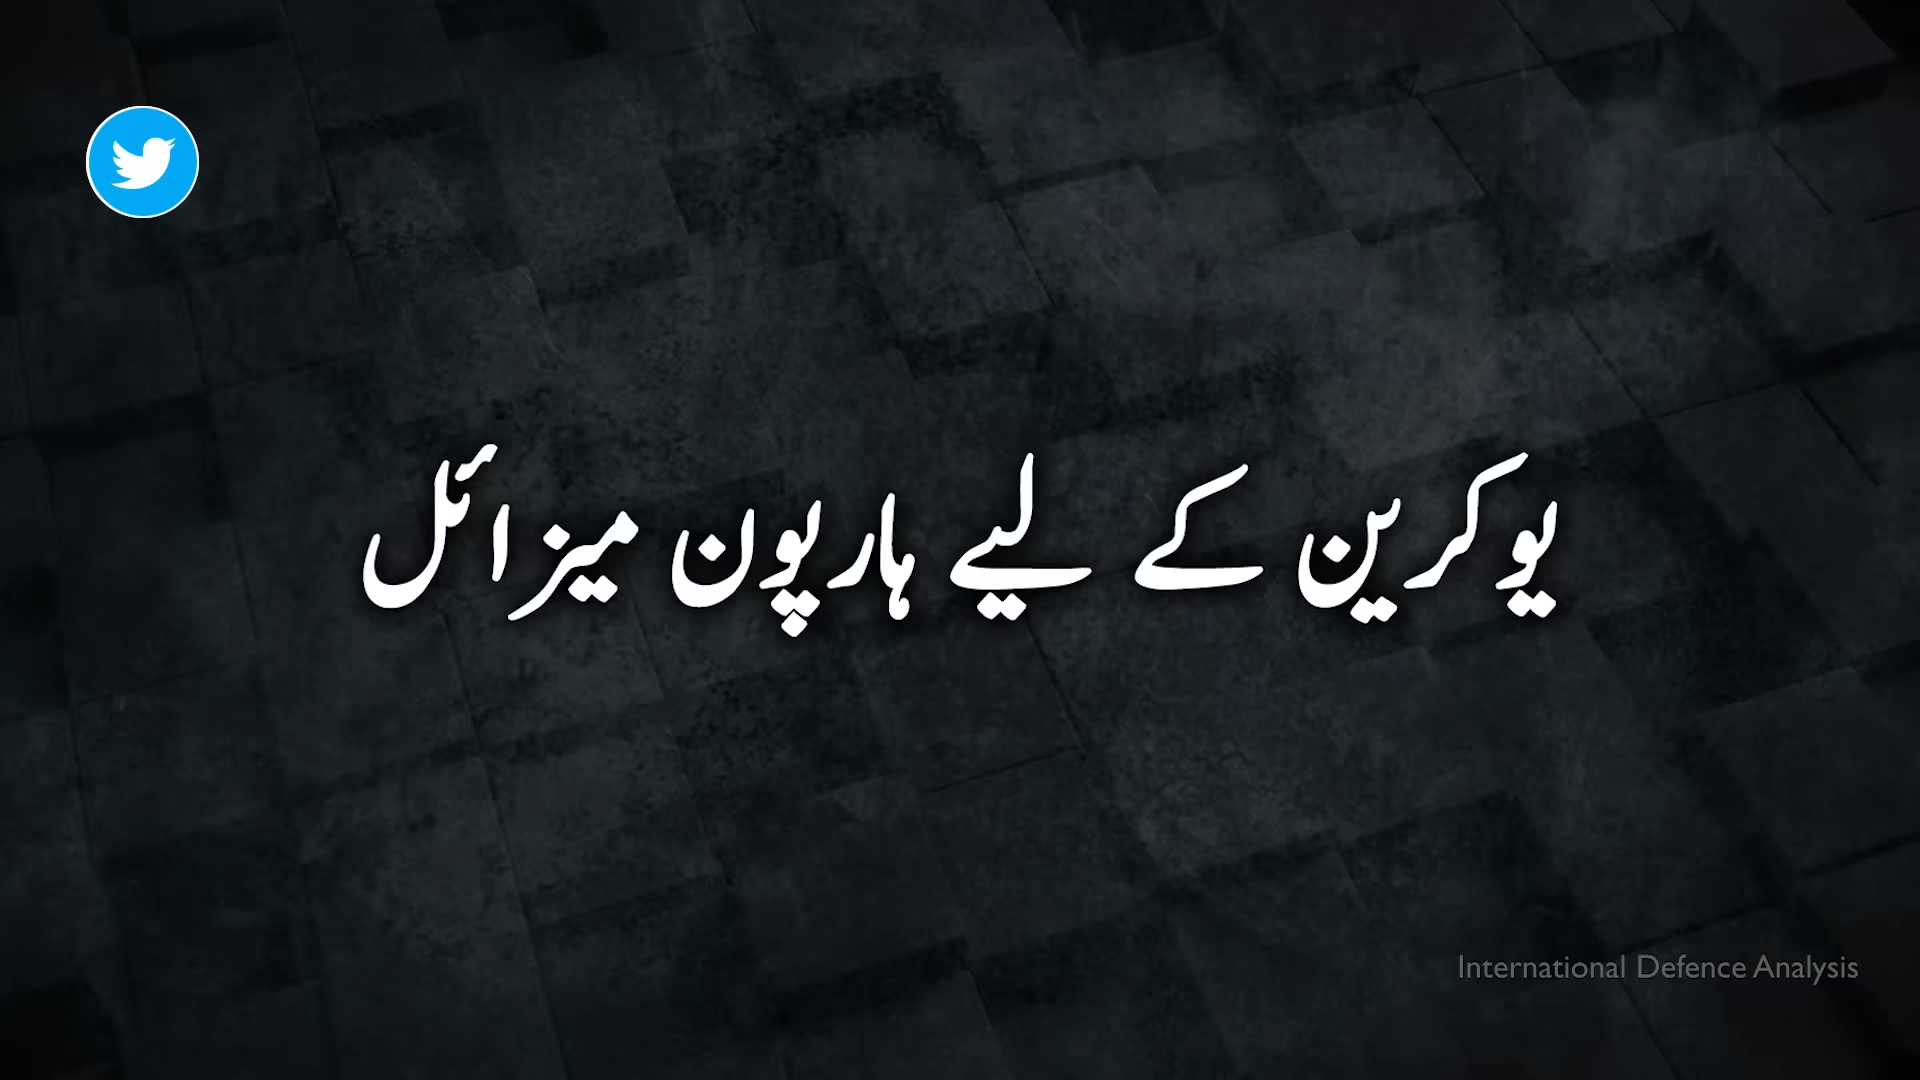 یوکرین کے لیے ہارپون میزائل
International Defence Analysis